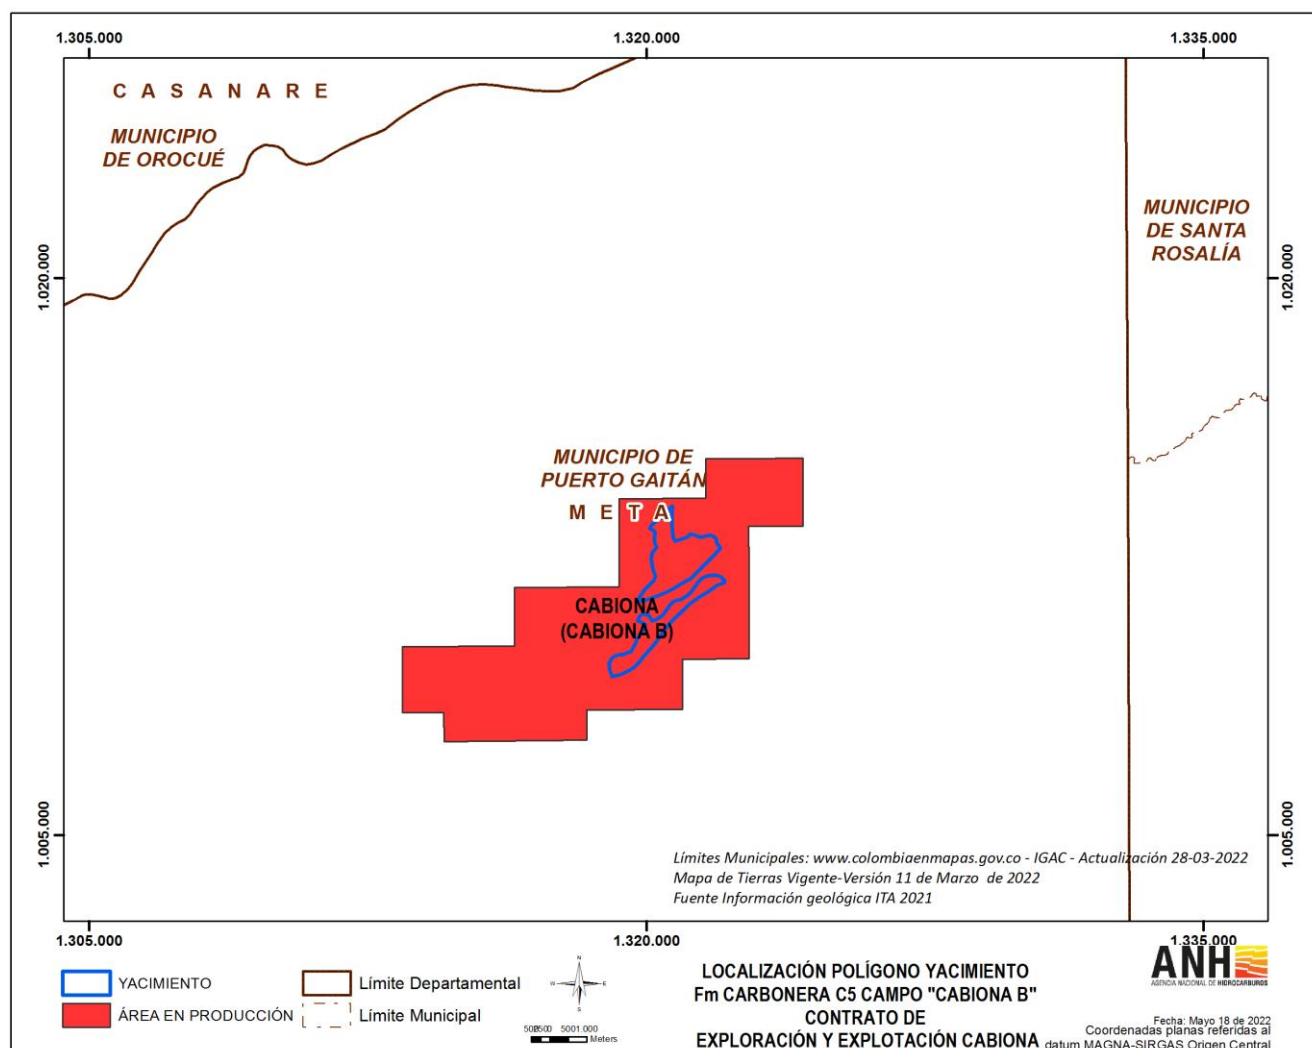 1.305.000
1.320.000
1.335.000
C A S A N A R E
MUNICIPIO
DE OROCUÉ
MUNICIPIO
DE SANTA
ROSALÍA
1.020.000
1.020.000
MUNICIPIO DE
PUERTO GAITÁN
M E T A
CABIONA
(CABIONA B)
1.005.000
1.005.000
Límites Municipales: www.colombiaenmapas.gov.co - IGAC - Actualización 28-03-2022
Mapa de Tierras Vigente-Versión 11 de Marzo de 2022
Fuente Información geológica ITA 2021
1.305.000
1.320.000
1.335.000
YACIMIENTO
ÁREA EN PRODUCCIÓN
Límite Departamental
Límite Municipal
N
W
E
S
Meters
LOCALIZACIÓN POLÍGONO YACIMIENTO
Fm CARBONERA C5 CAMPO "CABIONA B"
CONTRATO DE
EXPLORACIÓN Y EXPLOTACIÓN CABIONA
ANH
AGENCIA NACIONAL DE HIDROCARBUROS
Fecha: Mayo 18 de 2022
Coordenadas planas referidas al
datum MAGNA-SIRGAS Origen Central